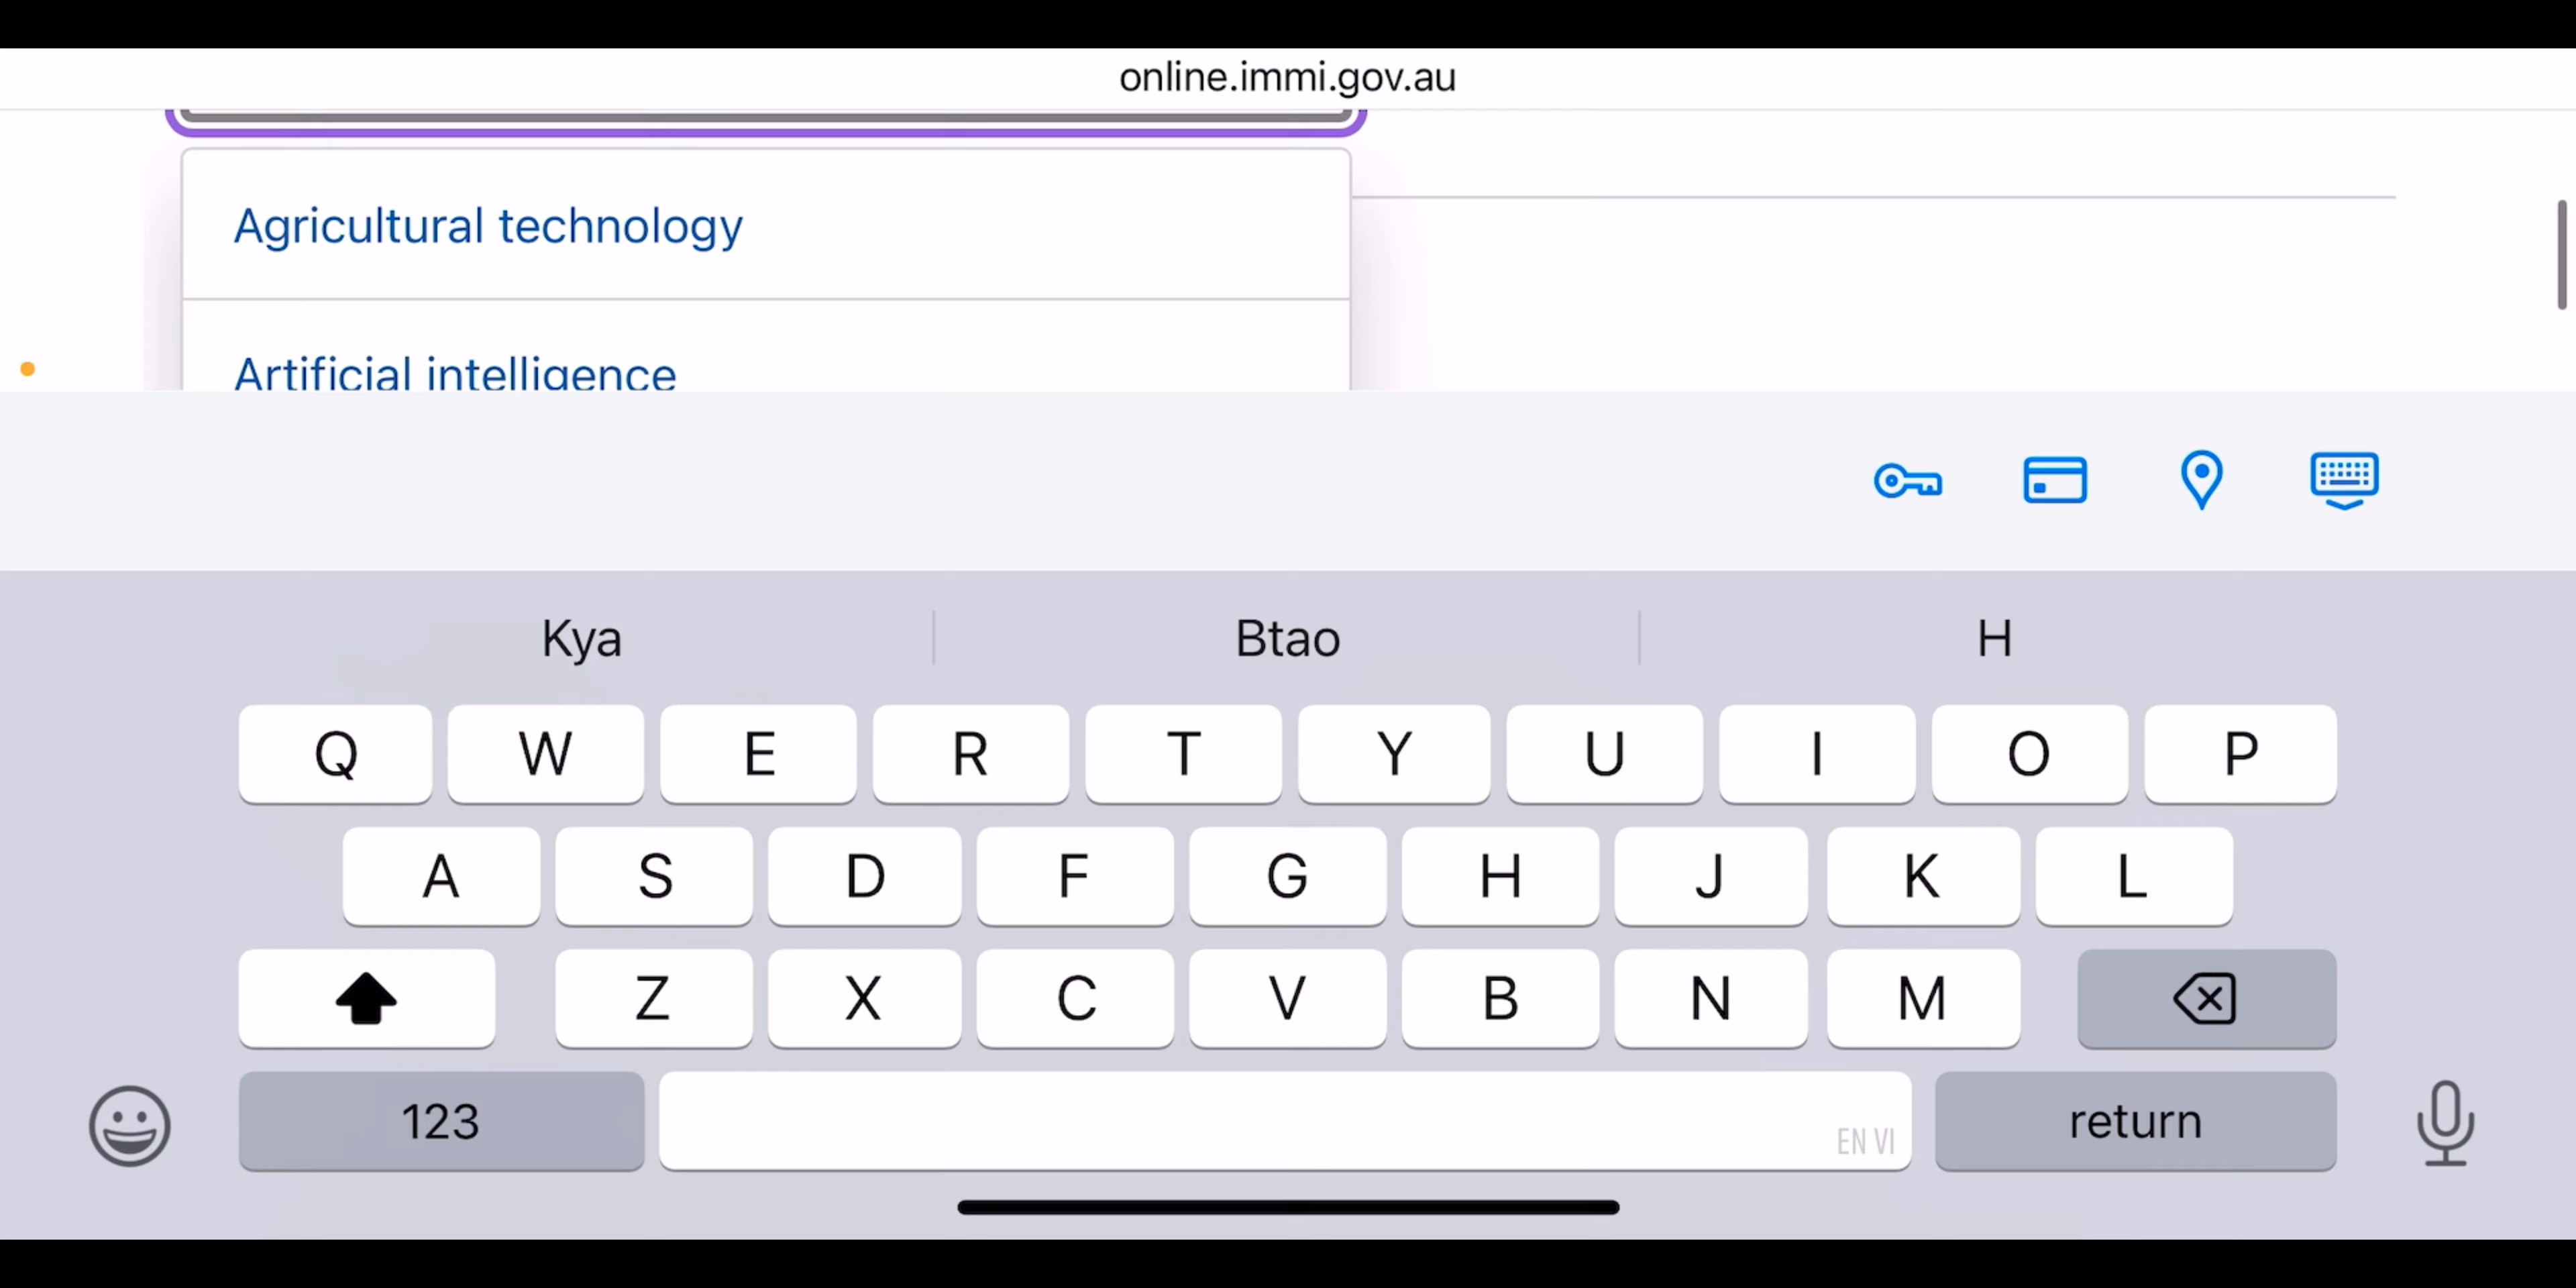 online.immi.gov.au
Agricultural technology
Artificial intelligence
Kya Btao H
Q W E R T Y U I O P
A S D F G H J K L
Z X C V B N M
123 EN VI return